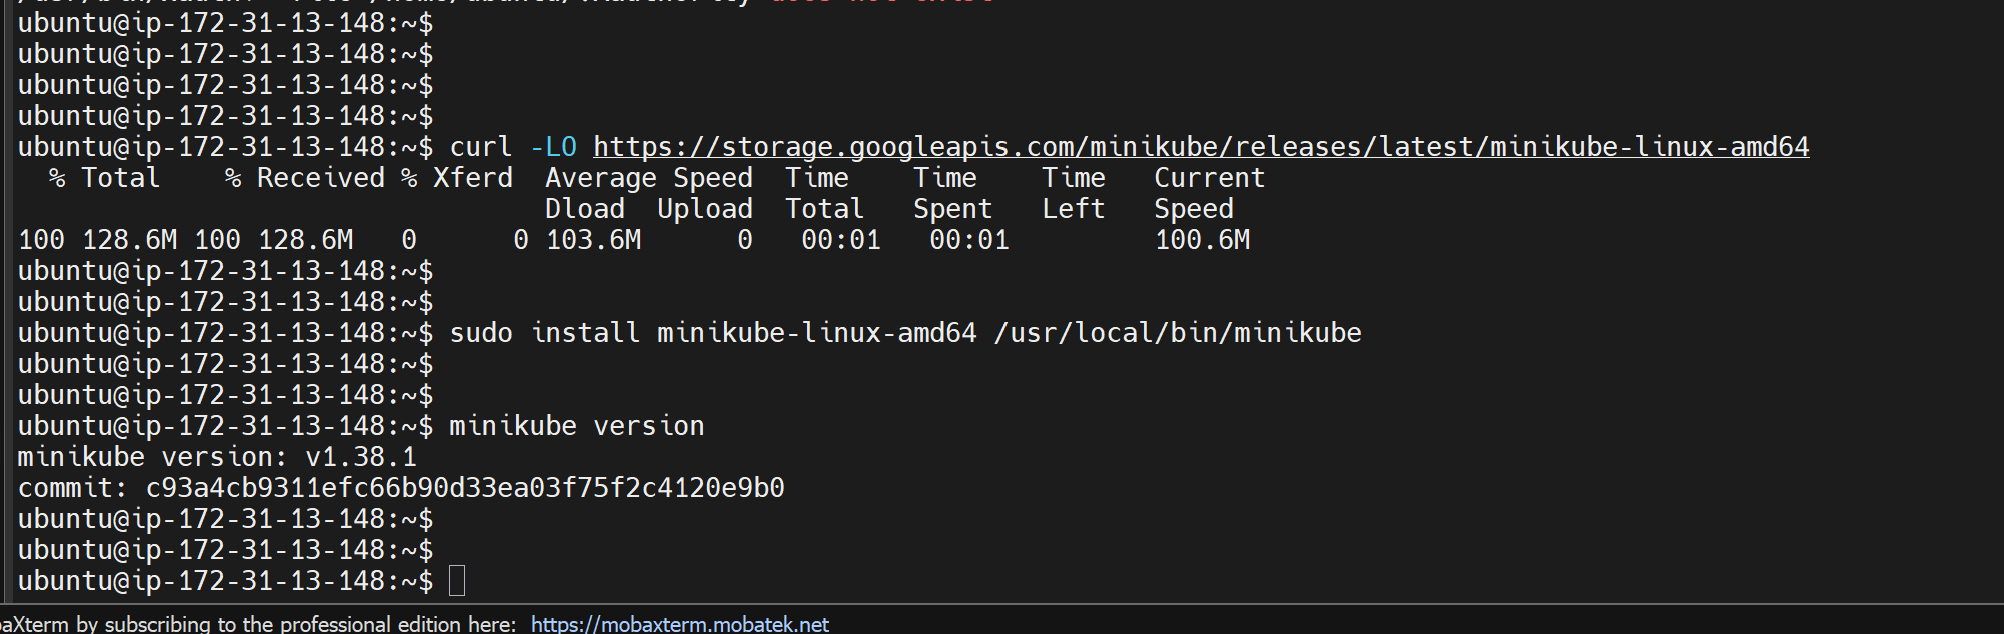 ubuntu@ip-172-31-13-148:~$
ubuntu@ip-172-31-13-148:~$
ubuntu@ip-172-31-13-148:~$
ubuntu@ip-172-31-13-148:~$
ubuntu@ip-172-31-13-148:~$ curl -LO https://storage.googleapis.com/minikube/releases/latest/minikube-linux-amd64
% Total % Received % Xferd Average Speed Time Time Time Current
Dload Upload Total Spent Left Speed
100 128.6M 100 128.6M 0 0 103.6M 0 00:01 00:01 100.6M
ubuntu@ip-172-31-13-148:~$
ubuntu@ip-172-31-13-148:~$
ubuntu@ip-172-31-13-148:~$ sudo install minikube-linux-amd64 /usr/local/bin/minikube
ubuntu@ip-172-31-13-148:~$
ubuntu@ip-172-31-13-148:~$
ubuntu@ip-172-31-13-148:~$ minikube version
minikube version: v1.38.1
commit: c93a4cb9311efc66b90d33ea03f75f2c4120e9b0
ubuntu@ip-172-31-13-148:~$
ubuntu@ip-172-31-13-148:~$
ubuntu@ip-172-31-13-148:~$
baXterm by subscribing to the professional edition here: https://mobaxterm.mobatek.net